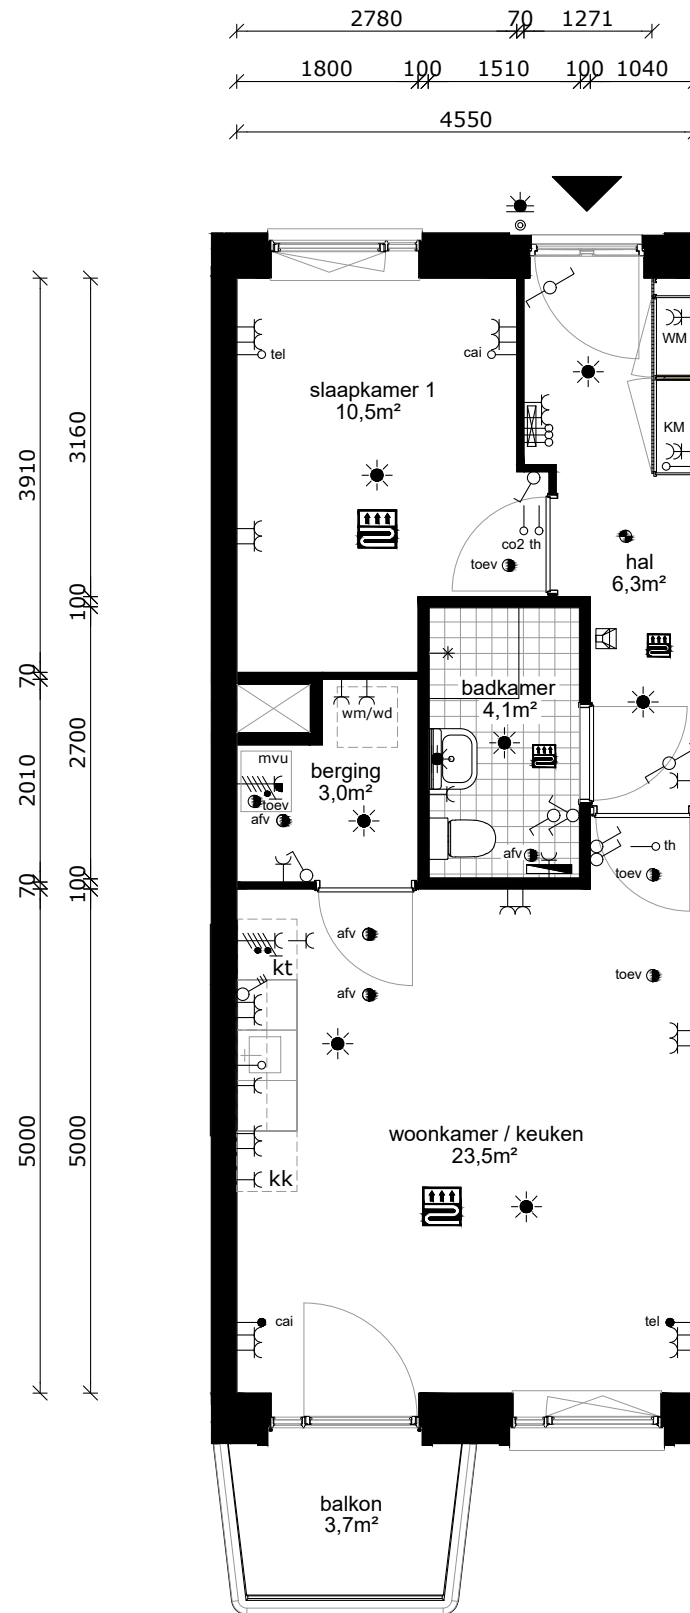 2780
70
1271
1800
100
1510
100
1040
4550
3910
3160
100
70
2700
2010
70
100
5000
5000
tel
cai
slaapkamer 1
10,5m²
WM
KM
co2 th
toev
hal
6,3m²
badkamer
4,1m²
wm/wd
mvu
berging
3,0m²
toev
afv
afv
th
toev
afv
kt
toev
afv
woonkamer / keuken
23,5m²
kk
cai
tel
balkon
3,7m²